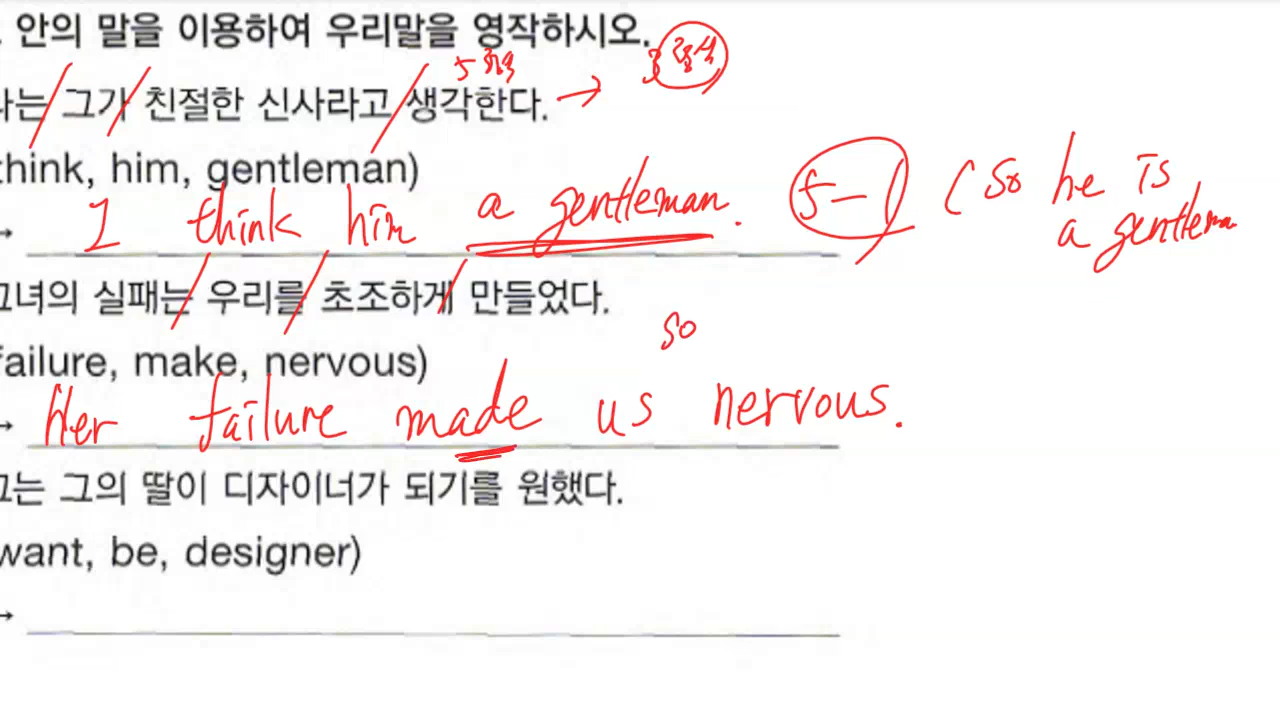 안의 말을 이용하여 우리말을 영작하시오.
5형식
3형식
나는 그가 친절한 신사라고 생각한다. →
think, him, gentleman)
→ I think him a gentleman. 5-1 (so he is
a gentleman
그녀의 실패는 우리를 초조하게 만들었다.
so
failure, make, nervous)
→ Her failure made us nervous.
그는 그의 딸이 디자이너가 되기를 원했다.
want, be, designer)
→